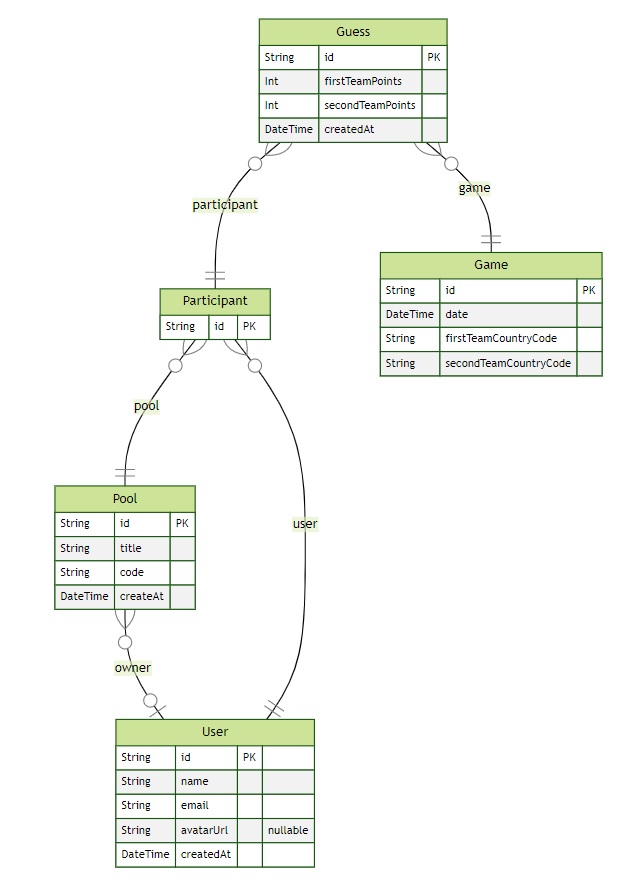 Guess
String id PK
Int firstTeamPoints
Int secondTeamPoints
DateTime createdAt
participant
game
Game
String id PK
DateTime date
String firstTeamCountryCode
String secondTeamCountryCode
Participant
String id PK
pool
user
Pool
String id PK
String title
String code
DateTime createAt
owner
User
String id PK
String name
String email
String avatarUrl nullable
DateTime createdAt